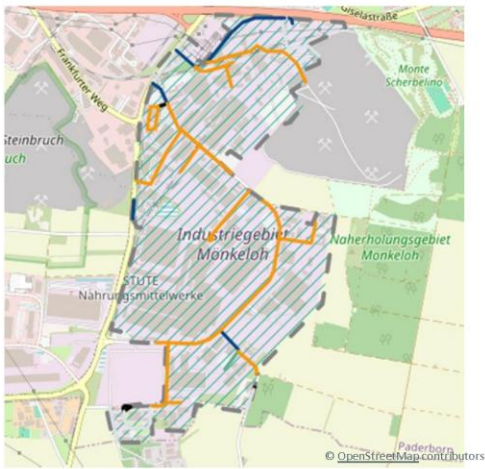 Giselastraße
Frankfurter Weg
Monte
Scherbelino
Steinbruch
uch
Industriegebiet
Monkeloh
Naherholungsgebiet
Monkeloh
STUTE
Nahrungsmittelwerke
Paderborn
© OpenStreetMap contributors